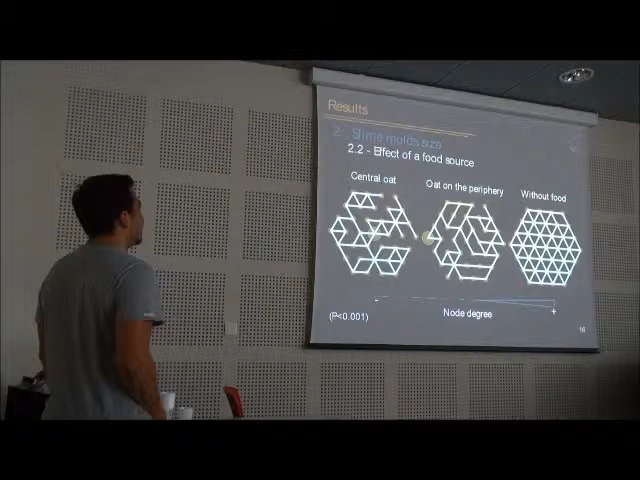 Results
2. Slime molds size
2.2 - Effect of a food source
Central oat
Oat on the periphery
Without food
-
+
(P<0.001)
Node degree
16